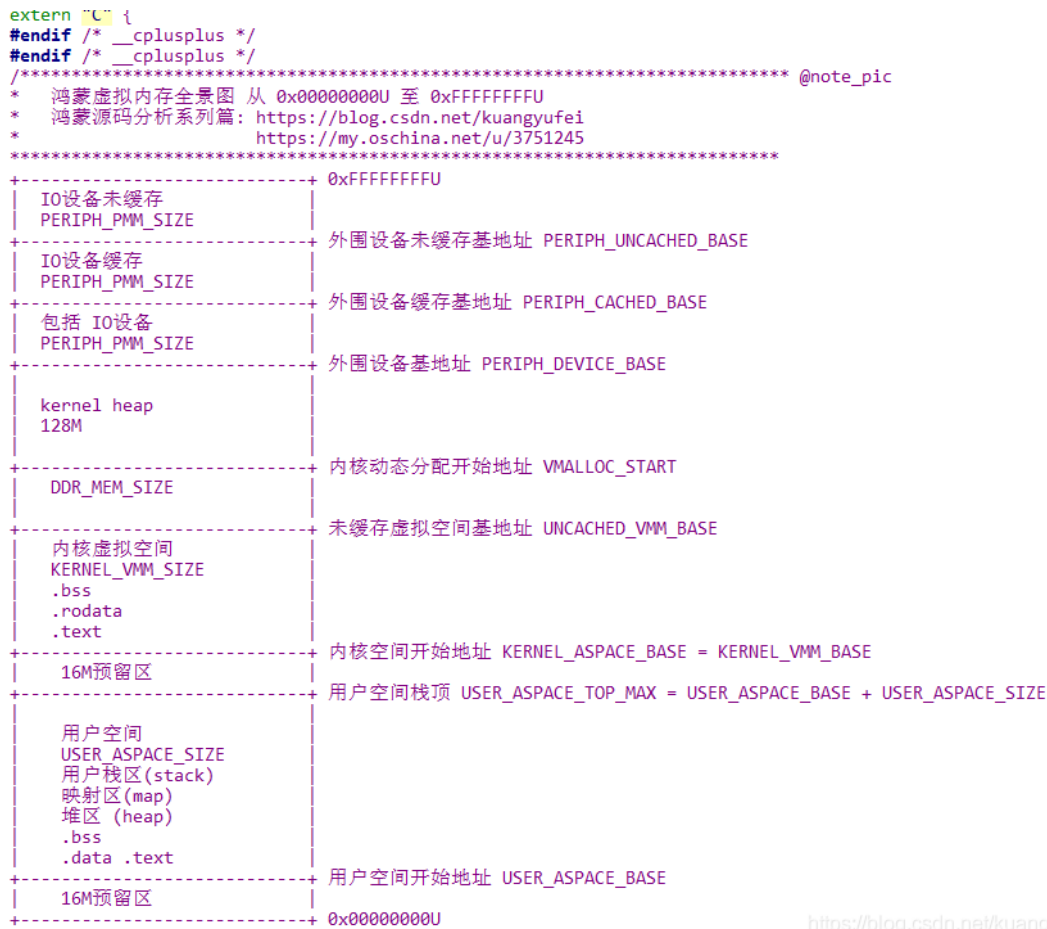 extern "C" {
#endif /* __cplusplus */
#endif /* __cplusplus */
/*************************************************************************** @note_pic
*   鸿蒙虚拟内存全景图 从 0x00000000U 至 0xFFFFFFFFU
*   鸿蒙源码分析系列篇: https://blog.csdn.net/kuangyufei
*                       https://my.oschina.net/u/3751245
***************************************************************************
+----------------------------+ 0xFFFFFFFFU
|  IO设备未缓存              |
|  PERIPH_PMM_SIZE           |
+----------------------------+ 外围设备未缓存基地址 PERIPH_UNCACHED_BASE
|  IO设备缓存                |
|  PERIPH_PMM_SIZE           |
+----------------------------+ 外围设备缓存基地址 PERIPH_CACHED_BASE
|  包括 IO设备               |
|  PERIPH_PMM_SIZE           |
+----------------------------+ 外围设备基地址 PERIPH_DEVICE_BASE
|                            |
|  kernel heap               |
|  128M                      |
|                            |
+----------------------------+ 内核动态分配开始地址 VMALLOC_START
|   DDR_MEM_SIZE             |
|                            |
+----------------------------+ 未缓存虚拟空间基地址 UNCACHED_VMM_BASE
|   内核虚拟空间             |
|   KERNEL_VMM_SIZE          |
|   .bss                     |
|   .rodata                  |
|   .text                    |
+----------------------------+ 内核空间开始地址 KERNEL_ASPACE_BASE = KERNEL_VMM_BASE
|    16M预留区               |
+----------------------------+ 用户空间栈顶 USER_ASPACE_TOP_MAX = USER_ASPACE_BASE + USER_ASPACE_SIZE
|                            |
|    用户空间                |
|    USER_ASPACE_SIZE        |
|    用户栈区(stack)         |
|    映射区(map)             |
|    堆区 (heap)             |
|    .bss                    |
|    .data .text             |
+----------------------------+ 用户空间开始地址 USER_ASPACE_BASE
|    16M预留区               |
+----------------------------+ 0x00000000U
https://blog.csdn.net/kuang